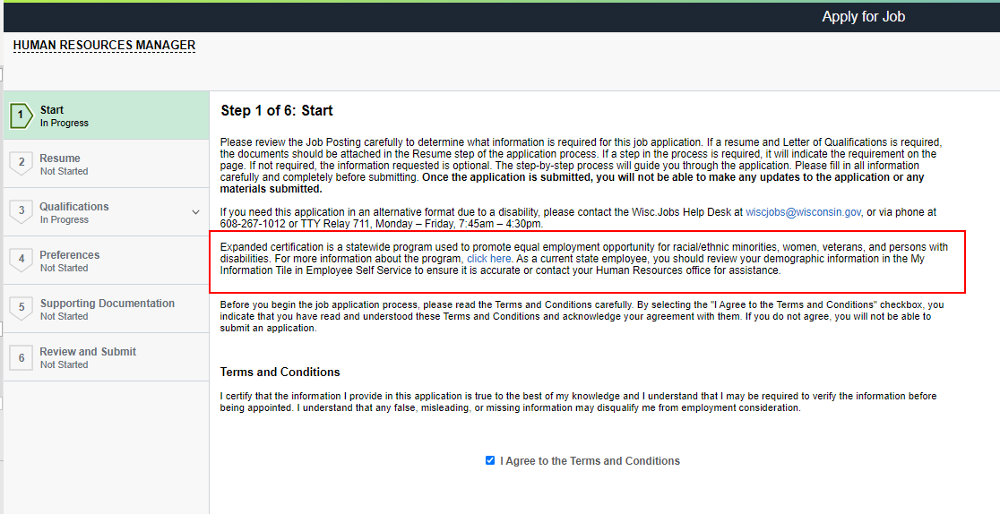 Apply for Job
HUMAN RESOURCES MANAGER
1
Start
In Progress
2
Resume
Not Started
3
Qualifications
In Progress
4
Preferences
Not Started
5
Supporting Documentation
Not Started
6
Review and Submit
Not Started
Step 1 of 6: Start
Please review the Job Posting carefully to determine what information is required for this job application. If a resume and Letter of Qualifications is required,
the documents should be attached in the Resume step of the application process. If a step in the process is required, it will indicate the requirement on the
page. If not required, the information requested is optional. The step-by-step process will guide you through the application. Please fill in all information
carefully and completely before submitting. Once the application is submitted, you will not be able to make any updates to the application or any
materials submitted.
If you need this application in an alternative format due to a disability, please contact the Wisc.Jobs Help Desk at wiscjobs@wisconsin.gov, or via phone at
608-267-1012 or TTY Relay 711, Monday – Friday, 7:45am – 4:30pm.
Expanded certification is a statewide program used to promote equal employment opportunity for racial/ethnic minorities, women, veterans, and persons with
disabilities. For more information about the program, click here. As a current state employee, you should review your demographic information in the My
Information Tile in Employee Self Service to ensure it is accurate or contact your Human Resources office for assistance.
Before you begin the job application process, please read the Terms and Conditions carefully. By selecting the "I Agree to the Terms and Conditions" checkbox, you
indicate that you have read and understood these Terms and Conditions and acknowledge your agreement with them. If you do not agree, you will not be able to
submit an application.
Terms and Conditions
I certify that the information I provide in this application is true to the best of my knowledge and I understand that I may be required to verify the information before
being appointed. I understand that any false, misleading, or missing information may disqualify me from employment consideration.
I Agree to the Terms and Conditions